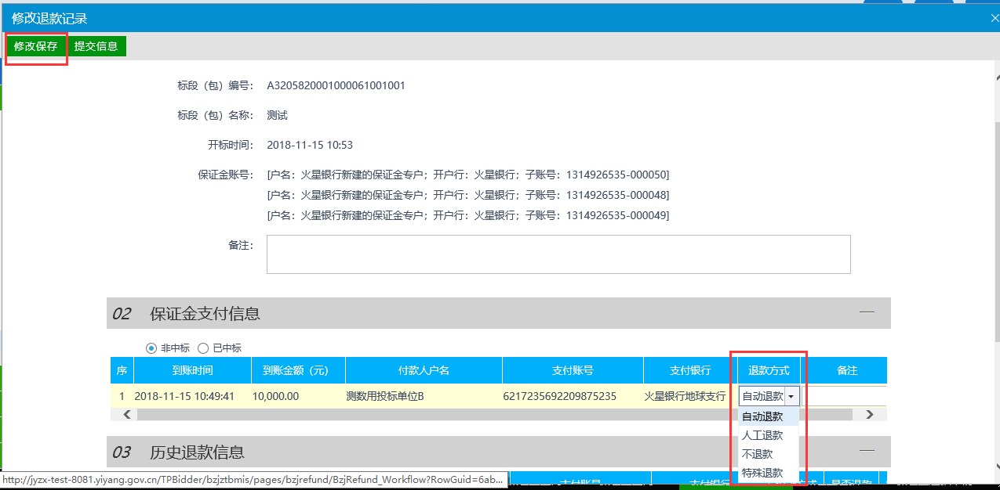 修改退款记录
修改保存 提交信息
标段（包）编号： A3205820001000061001001
标段（包）名称： 测试
开标时间： 2018-11-15 10:53
保证金账号： [户名：火星银行新建的保证金专户；开户行：火星银行；子账号：1314926535-000050]
[户名：火星银行新建的保证金专户；开户行：火星银行；子账号：1314926535-000048]
[户名：火星银行新建的保证金专户；开户行：火星银行；子账号：1314926535-000049]
备注：
02 保证金支付信息
非中标 已中标
序 到账时间 到账金额（元） 付款人户名 支付账号 支付银行 退款方式 备注
1 2018-11-15 10:49:41 10,000.00 测数用投标单位B 6217235692209875235 火星银行地球支行 自动退款
自动退款
人工退款
不退款
特殊退款
03 历史退款信息
http://jyzx-test-8081.yiyang.gov.cn/TPBidder/bzjztbmis/pages/bzjrefund/BzjRefund_Workflow?RowGuid=6ab...
支付账号 支付银行 是否退款